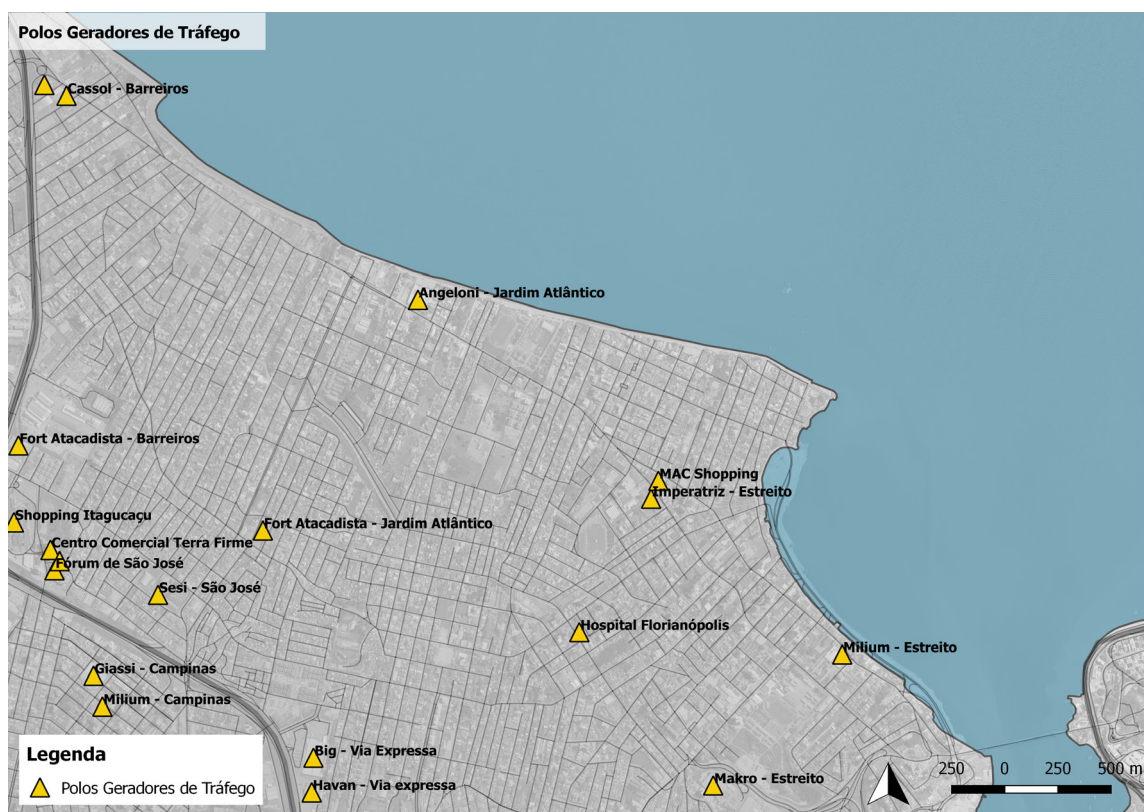 Polos Geradores de Tráfego
Cassol - Barreiros
Angeloni - Jardim Atlântico
Fort Atacadista - Barreiros
MAC Shopping
Imperatriz - Estreito
Shopping Itagucaçu
Fort Atacadista - Jardim Atlântico
Centro Comercial Terra Firme
Fórum de São José
Sesi - São José
Hospital Florianópolis
Milium - Estreito
Giassi - Campinas
Milium - Campinas
Big - Via Expressa
Havan - Via expressa
Makro - Estreito
Legenda
Polos Geradores de Tráfego
250 0 250 500 m